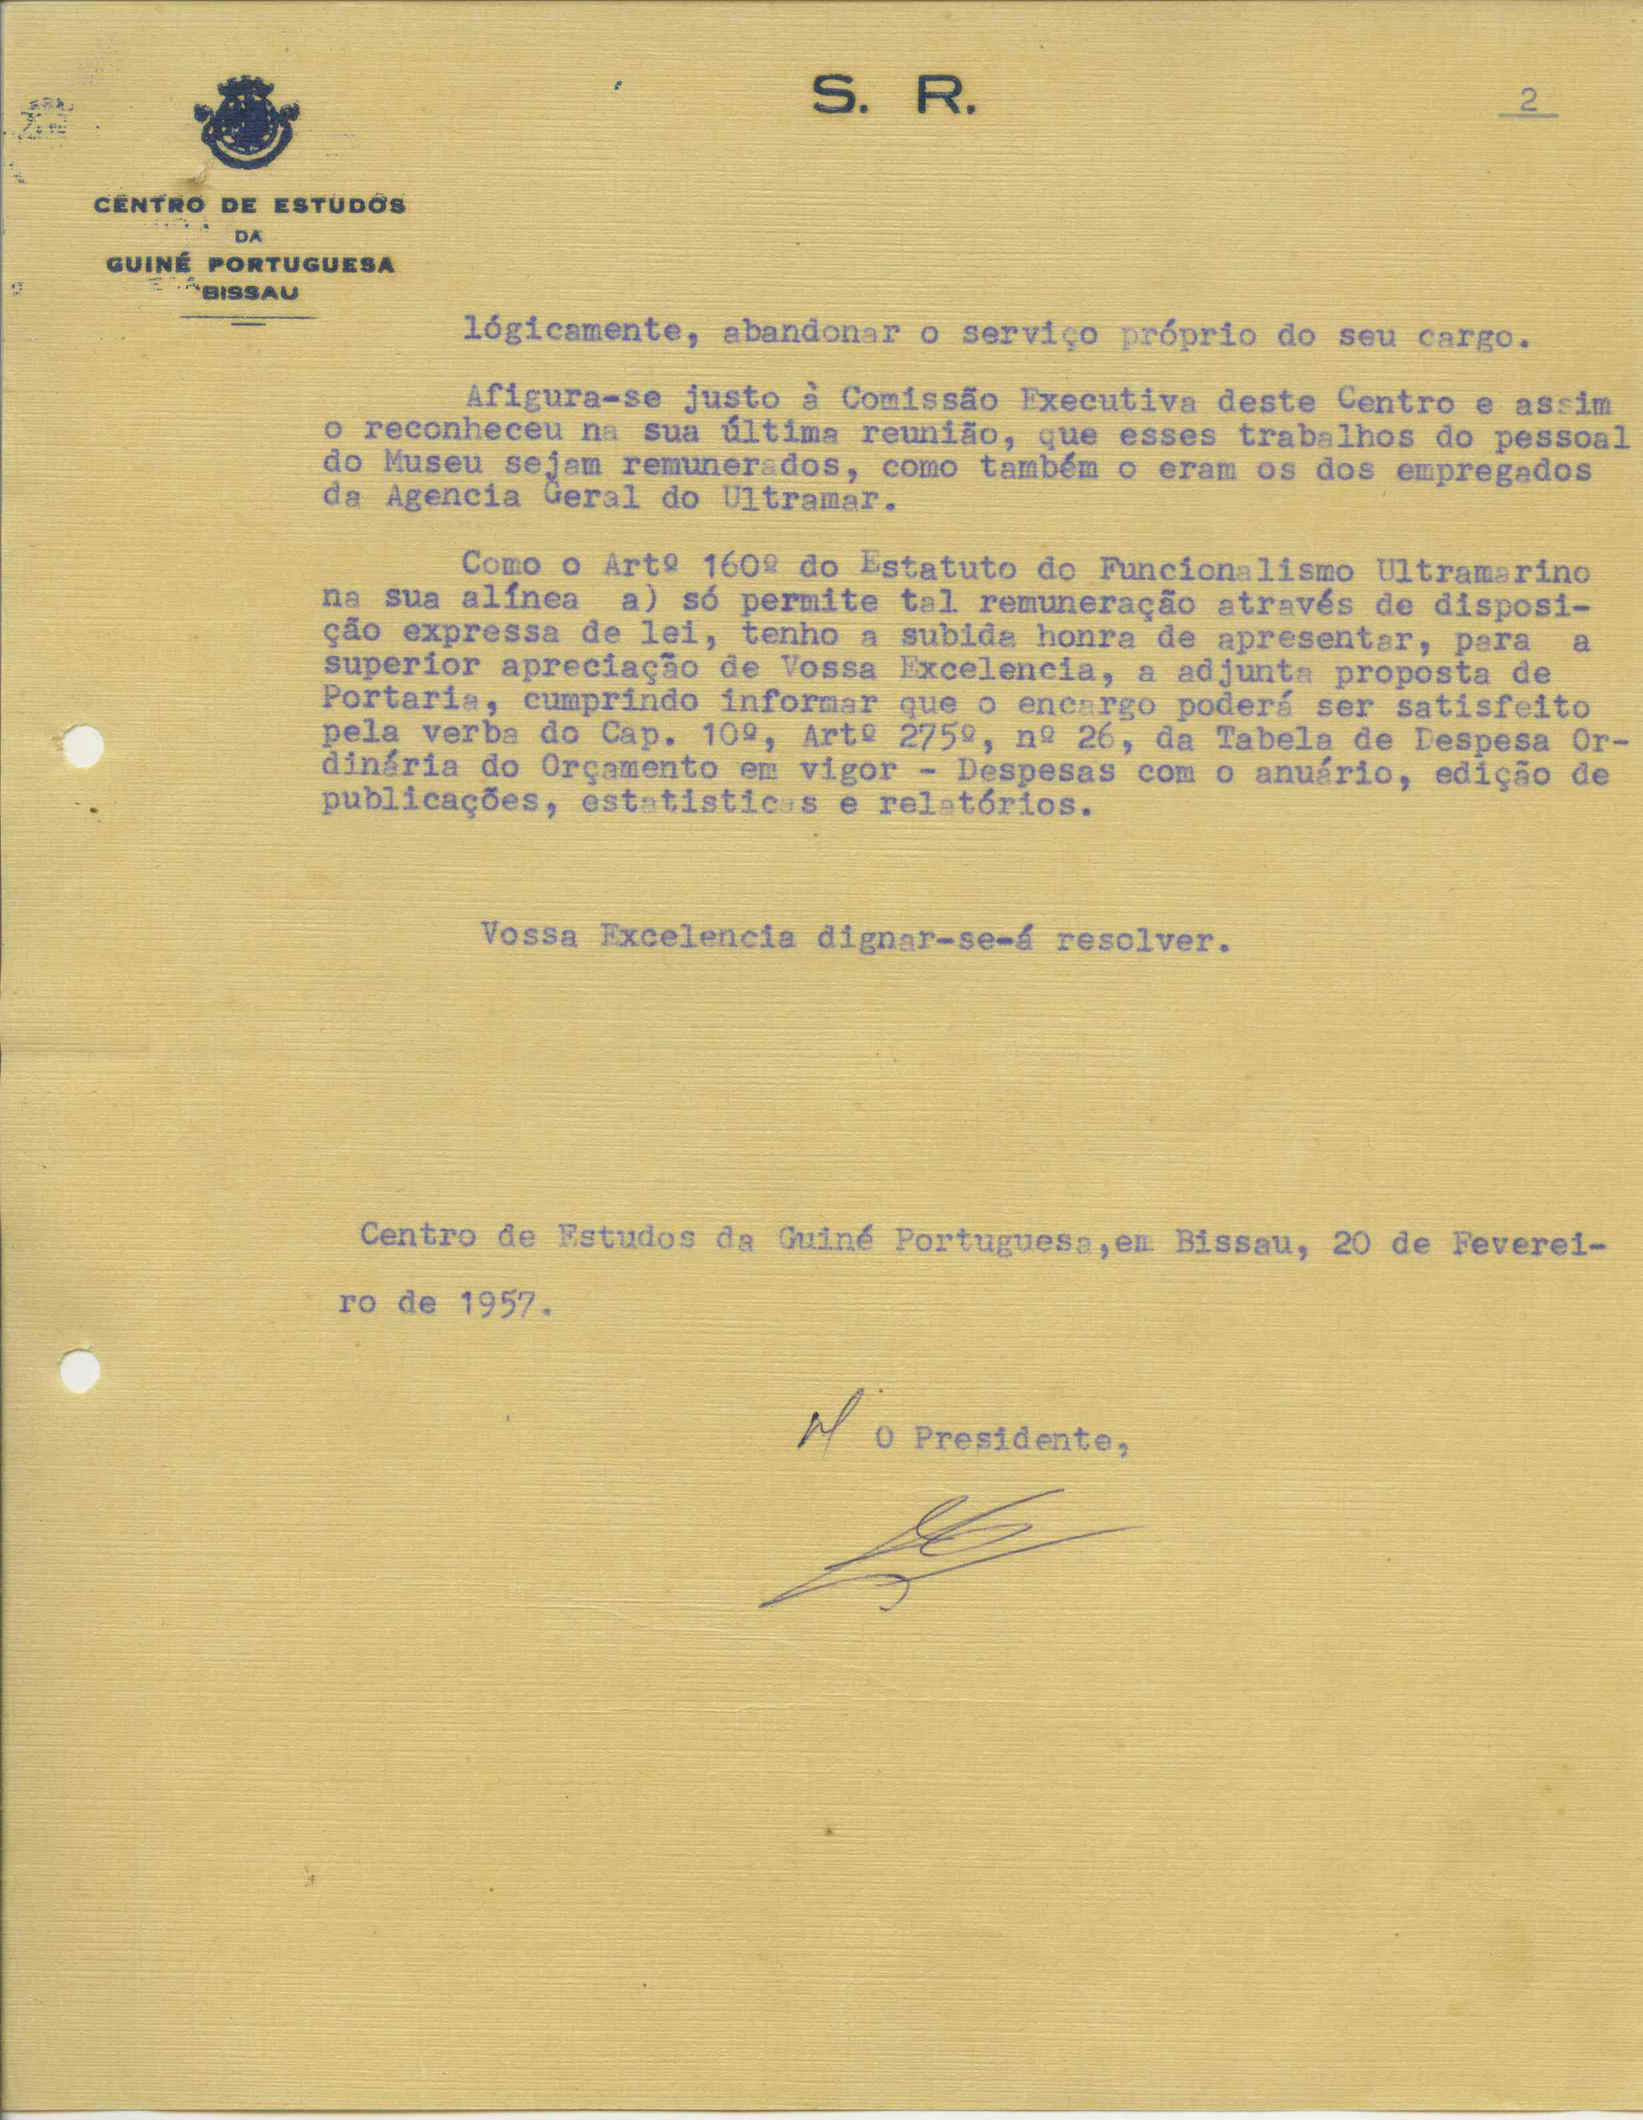 S. R.
2
CENTRO DE ESTUDOS
DA
GUINÉ PORTUGUESA
BISSAU
lógicamente, abandonar o serviço próprio do seu cargo.
Afigura-se justo à Comissão Executiva deste Centro e assim
o reconheceu na sua última reunião, que esses trabalhos do pessoal
do Museu sejam remunerados, como também o eram os dos empregados
da Agencia Geral do Ultramar.
Como o Artº 160º do Estatuto do Funcionalismo Ultramarino
na sua alínea a) só permite tal remuneração através de disposi-
ção expressa de lei, tenho a subida honra de apresentar, para a
superior apreciação de Vossa Excelencia, a adjunta proposta de
Portaria, cumprindo informar que o encargo poderá ser satisfeito
pela verba do Cap. 10º, Artº 275º, nº 26, da Tabela de Despesa Or-
dinária do Orçamento em vigor - Despesas com o anuário, edição de
publicações, estatisticas e relatórios.
Vossa Excelencia dignar-se-á resolver.
Centro de Estudos da Guiné Portuguesa,em Bissau, 20 de Feverei-
ro de 1957.
O Presidente,